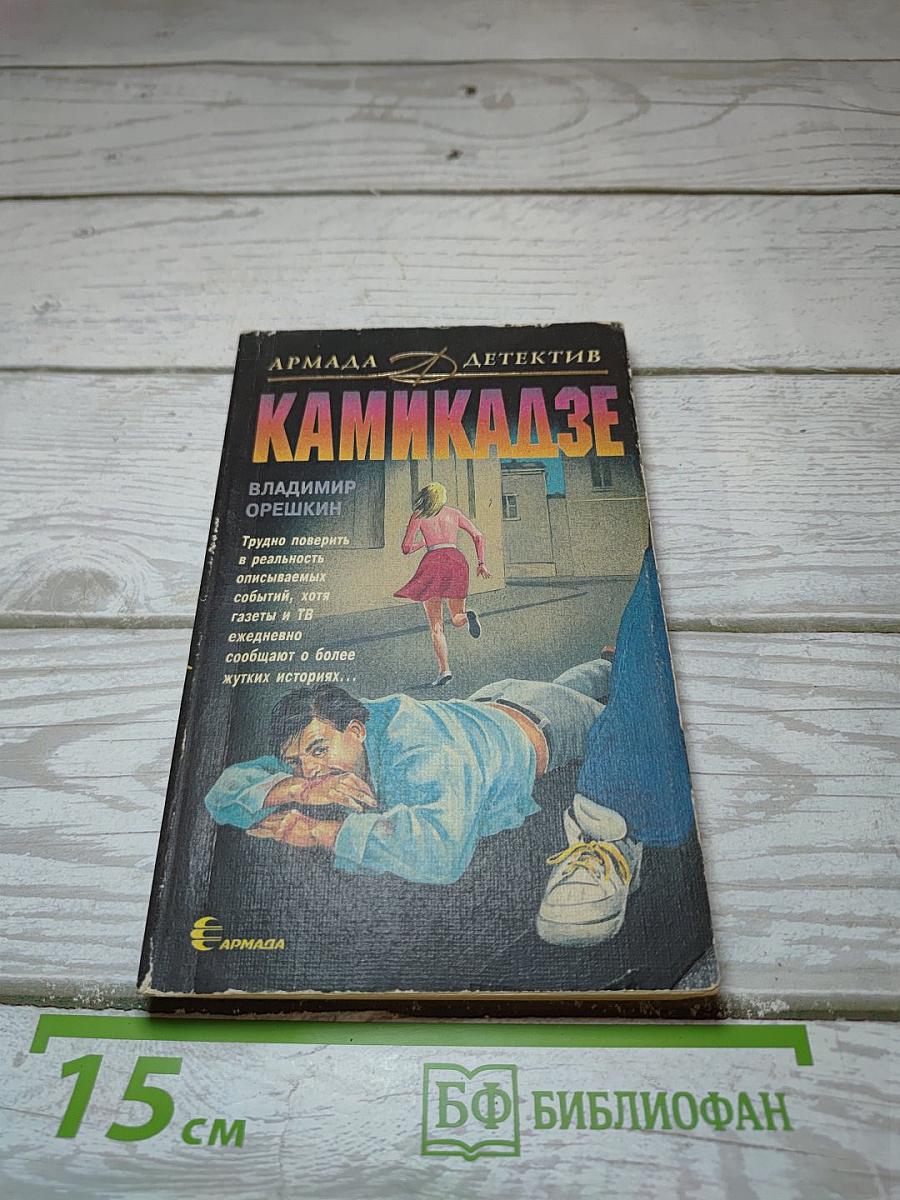 АРМАДА ДЕТЕКТИВ
КАМИКАДЗЕ
ВЛАДИМИР
ОРЕШКИН
Трудно поверить
в реальность
описываемых
событий, хотя
газеты и ТВ
ежедневно
сообщают о более
жутких историях...
АРМАДА
15 см
БФ БИБЛИОФАН